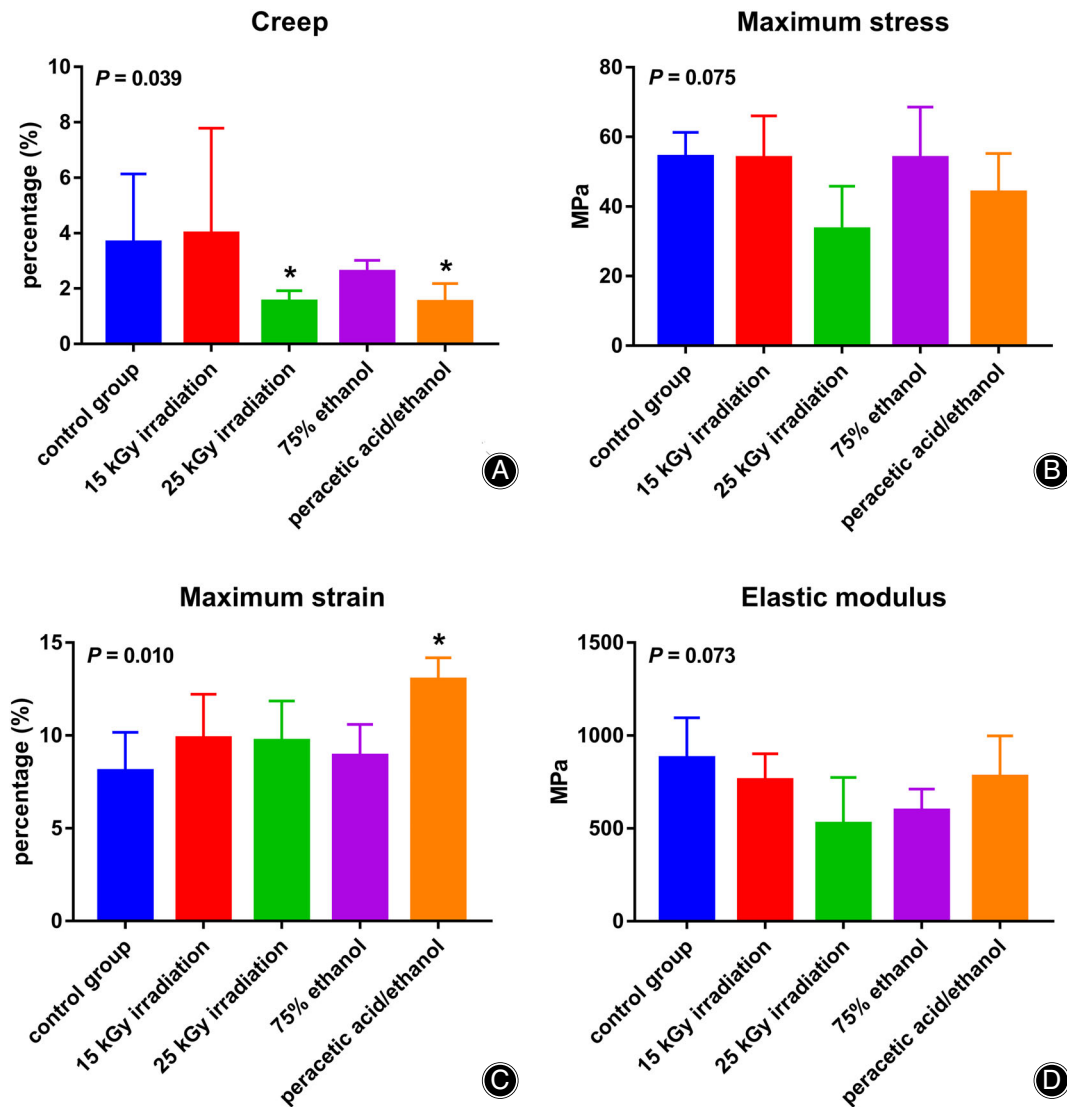 Creep
P = 0.039
percentage (%)
10
8
6
4
2
0
*
*
control group
15 kGy irradiation
25 kGy irradiation
75% ethanol
peracetic acid/ethanol
A
Maximum stress
P = 0.075
MPa
80
60
40
20
0
control group
15 kGy irradiation
25 kGy irradiation
75% ethanol
peracetic acid/ethanol
B
Maximum strain
P = 0.010
percentage (%)
15
10
5
0
*
control group
15 kGy irradiation
25 kGy irradiation
75% ethanol
peracetic acid/ethanol
C
Elastic modulus
P = 0.073
MPa
1500
1000
500
0
control group
15 kGy irradiation
25 kGy irradiation
75% ethanol
peracetic acid/ethanol
D